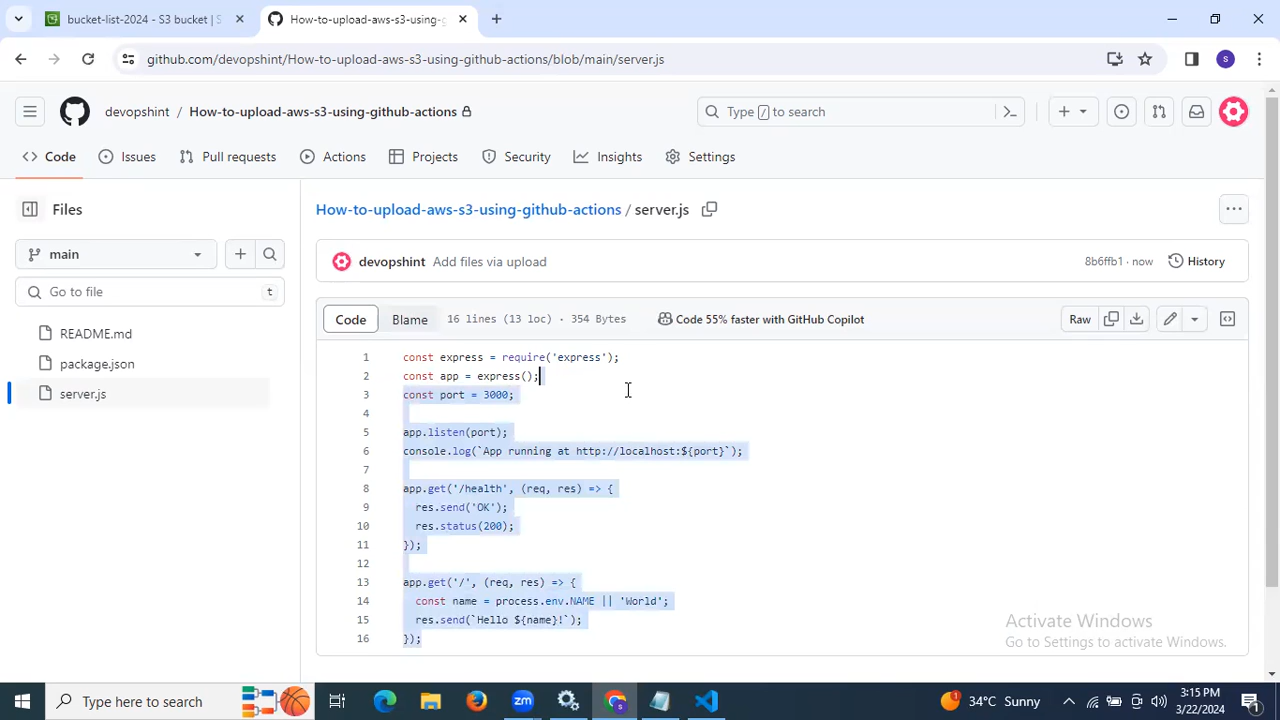 bucket-list-2024 - S3 bucket | S
How-to-upload-aws-s3-using-g
github.com/devopshint/How-to-upload-aws-s3-using-github-actions/blob/main/server.js
S
devopshint / How-to-upload-aws-s3-using-github-actions
Type / to search
Code
Issues
Pull requests
Actions
Projects
Security
Insights
Settings
Files
How-to-upload-aws-s3-using-github-actions / server.js
main
devopshint Add files via upload
8b6ffb1 · now
History
Go to file
t
Code
Blame
16 lines (13 loc) · 354 Bytes
Code 55% faster with GitHub Copilot
Raw
README.md
package.json
server.js
1 const express = require('express');
2 const app = express();
3 const port = 3000;
4
5 app.listen(port);
6 console.log(`App running at http://localhost:${port}`);
7
8 app.get('/health', (req, res) => {
9 res.send('OK');
10 res.status(200);
11 });
12
13 app.get('/', (req, res) => {
14 const name = process.env.NAME || 'World';
15 res.send(`Hello ${name}!`);
16 });
Activate Windows
Go to Settings to activate Windows.
Type here to search
zm
S
1
34°C Sunny
3:15 PM
3/22/2024
1